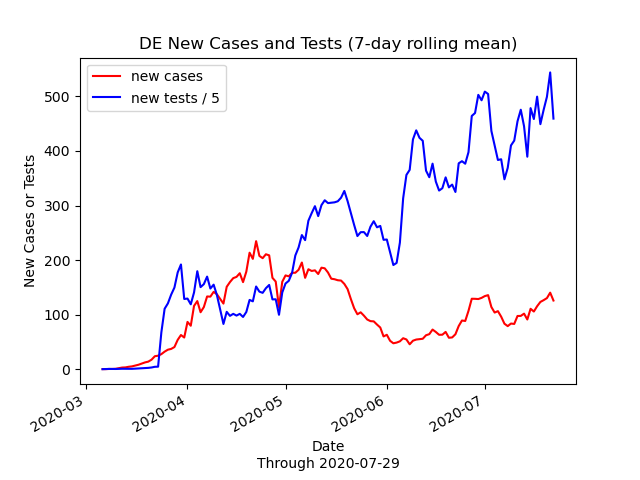 DE New Cases and Tests (7-day rolling mean)
new cases
new tests / 5
New Cases or Tests
500
400
300
200
100
0
2020-03
2020-04
2020-05
2020-06
2020-07
Date
Through 2020-07-29